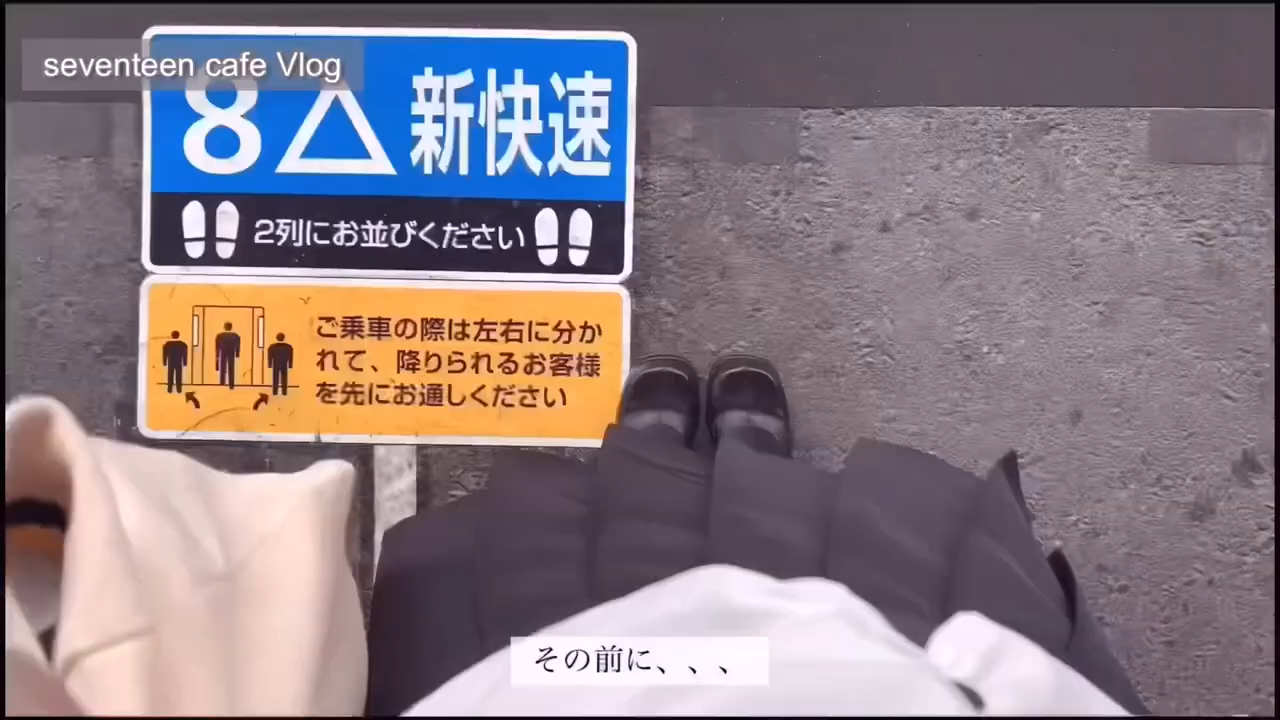 seventeen cafe Vlog
8△新快速
2列にお並びください
ご乗車の際は左右に分か
れて、降りられるお客様
を先にお通しください
その前に、、、